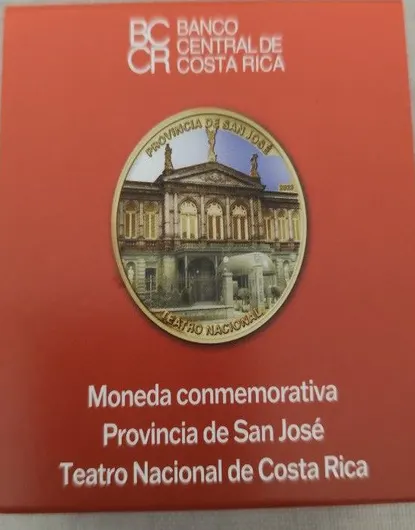 BC
CR
BANCO
CENTRAL DE
COSTA RICA
PROVINCIA DE SAN JOSÉ
TEATRO NACIONAL
Moneda conmemorativa
Provincia de San José
Teatro Nacional de Costa Rica